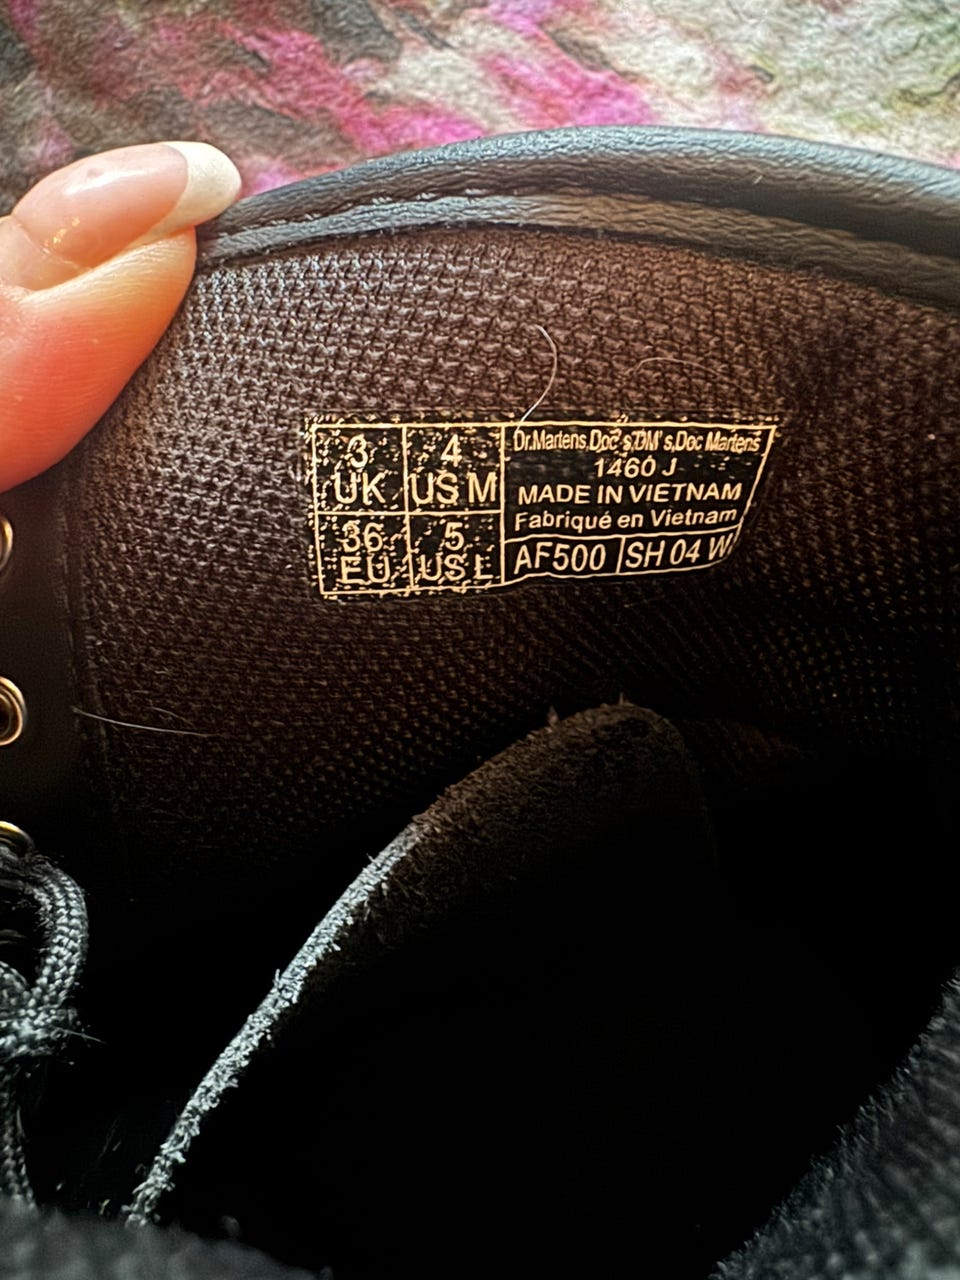 3 UK
4 US M
36 EU
5 US L
Dr.Martens,Doc's,DM's,Doc Martens
1460 J
MADE IN VIETNAM
Fabriqué en Vietnam
AF500 SH 04 W